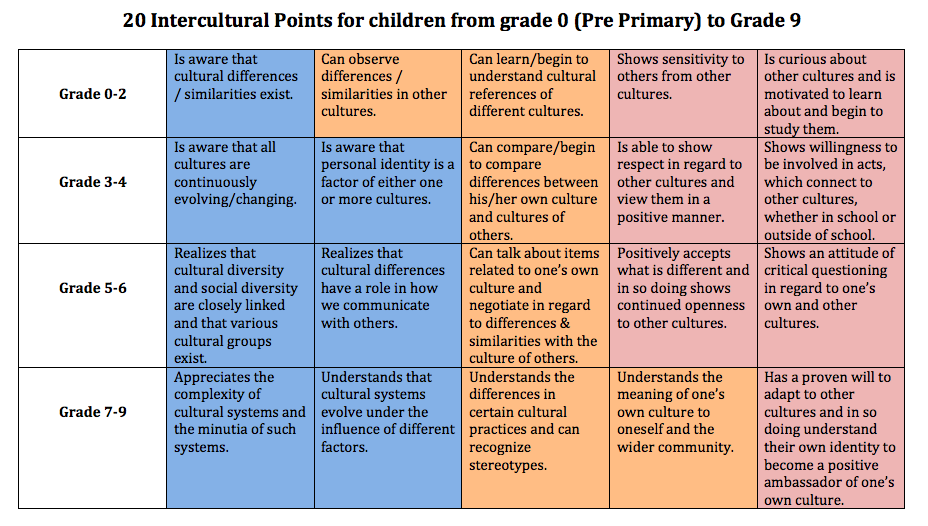 20 Intercultural Points for children from grade 0 (Pre Primary) to Grade 9
Grade 0-2
Is aware that
cultural differences
/ similarities exist.
Can observe
differences /
similarities in other
cultures.
Can learn/begin to
understand cultural
references of
different cultures.
Shows sensitivity to
others from other
cultures.
Is curious about
other cultures and is
motivated to learn
about and begin to
study them.
Grade 3-4
Is aware that all
cultures are
continuously
evolving/changing.
Is aware that
personal identity is a
factor of either one
or more cultures.
Can compare/begin
to compare
differences between
his/her own culture
and cultures of
others.
Is able to show
respect in regard to
other cultures and
view them in a
positive manner.
Shows willingness to
be involved in acts,
which connect to
other cultures,
whether in school or
outside of school.
Grade 5-6
Realizes that
cultural diversity
and social diversity
are closely linked
and that various
cultural groups
exist.
Realizes that
cultural differences
have a role in how
we communicate
with others.
Can talk about items
related to one's own
culture and
negotiate in regard
to differences &
similarities with the
culture of others.
Positively accepts
what is different and
in so doing shows
continued openness
to other cultures.
Shows an attitude of
critical questioning
in regard to one's
own and other
cultures.
Grade 7-9
Appreciates the
complexity of
cultural systems and
the minutia of such
systems.
Understands that
cultural systems
evolve under the
influence of different
factors.
Understands the
differences in
certain cultural
practices and can
recognize
stereotypes.
Understands the
meaning of one's
own culture to
oneself and the
wider community.
Has a proven will to
adapt to other
cultures and in so
doing understand
their own identity to
become a positive
ambassador of one's
own culture.